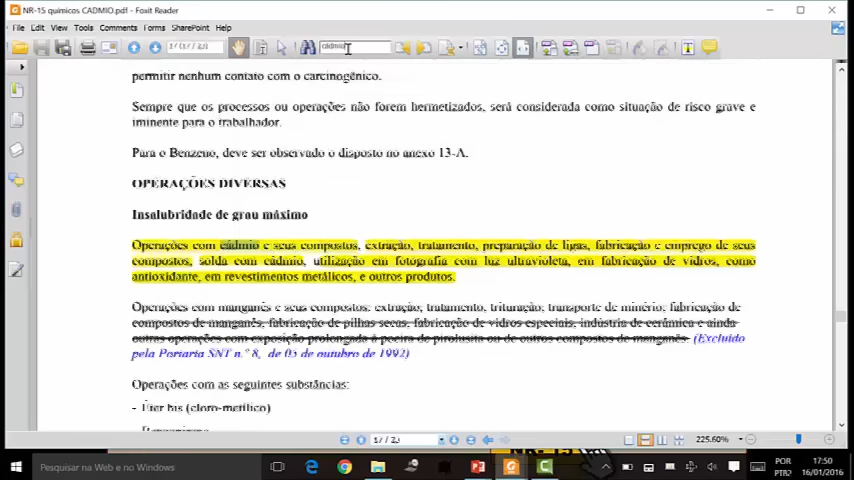 NR-15 quimicos CADMIO.pdf - Foxit Reader
File Edit View Tools Comments Forms SharePoint Help
cádmio
permitir nenhum contato com o carcinogênico.
Sempre que os processos ou operações não forem hermetizados, será considerada como situação de risco grave e
iminente para o trabalhador.
Para o Benzeno, deve ser observado o disposto no anexo 13-A.
OPERAÇÕES DIVERSAS
Insalubridade de grau máximo
Operações com cádmio e seus compostos, extração, tratamento, preparação de ligas, fabricação e emprego de seus
compostos, solda com cádmio, utilização em fotografia com luz ultravioleta, em fabricação de vidros, como
antioxidante, em revestimentos metálicos, e outros produtos.
Operações com manganês e seus compostos: extração, tratamento, trituração, transporte de minério; fabricação de
compostos de manganês, fabricação de pilhas secas, fabricação de vidros especiais, indústria de cerâmica e ainda
outras operações com exposição prolongada à poeira de pirolusita ou de outros compostos de manganês. (Excluído
pela Portaria SNT n.º 8, de 05 de outubro de 1992)
Operações com as seguintes substâncias:
- Éter bis (cloro-metílico)
17 / 23
225.60%
NR-15
Pesquisar na Web e no Windows
POR
PTB2
17:50
16/01/2016